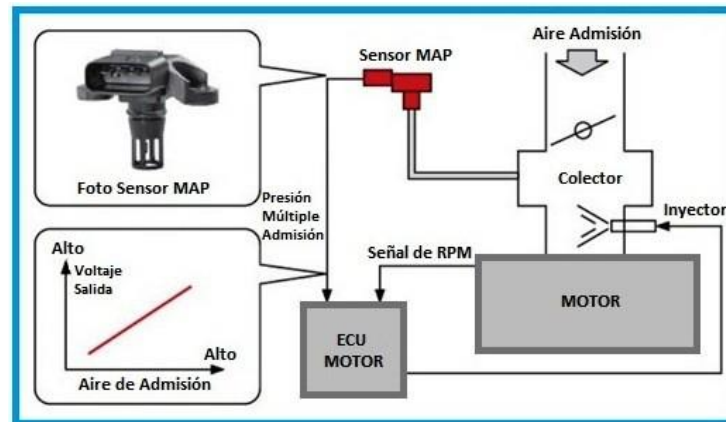 Aire Admisión
Sensor MAP
Foto Sensor MAP
Colector
Presión
Múltiple
Admisión
Inyector
Alto
Voltaje
Salida
Señal de RPM
MOTOR
ECU
MOTOR
Alto
Aire de Admisión